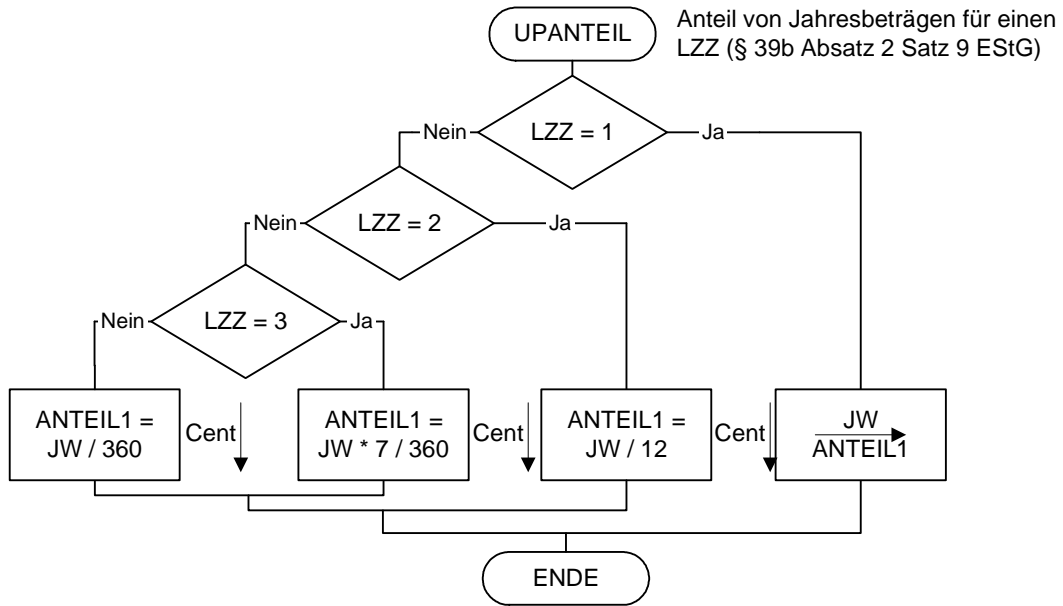 UPANTEIL
Anteil von Jahresbeträgen für einen
LZZ (§ 39b Absatz 2 Satz 9 EStG)
Nein
LZZ = 1
Ja
Nein
LZZ = 2
Ja
Nein
LZZ = 3
Ja
ANTEIL1 =
JW / 360
Cent
ANTEIL1 =
JW * 7 / 360
Cent
ANTEIL1 =
JW / 12
Cent
JW
ANTEIL1
ENDE